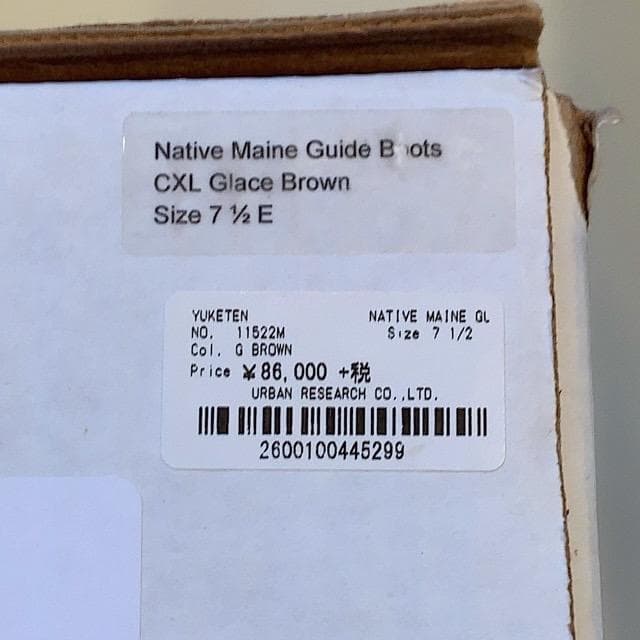 Native Maine Guide Boots
CXL Glace Brown
Size 7 ½ E
YUKETEN NATIVE MAINE GU
NO. 11522M Size 7 1/2
Col. G BROWN
Price ¥86,000 +税
URBAN RESEARCH CO.,LTD.
2600100445299